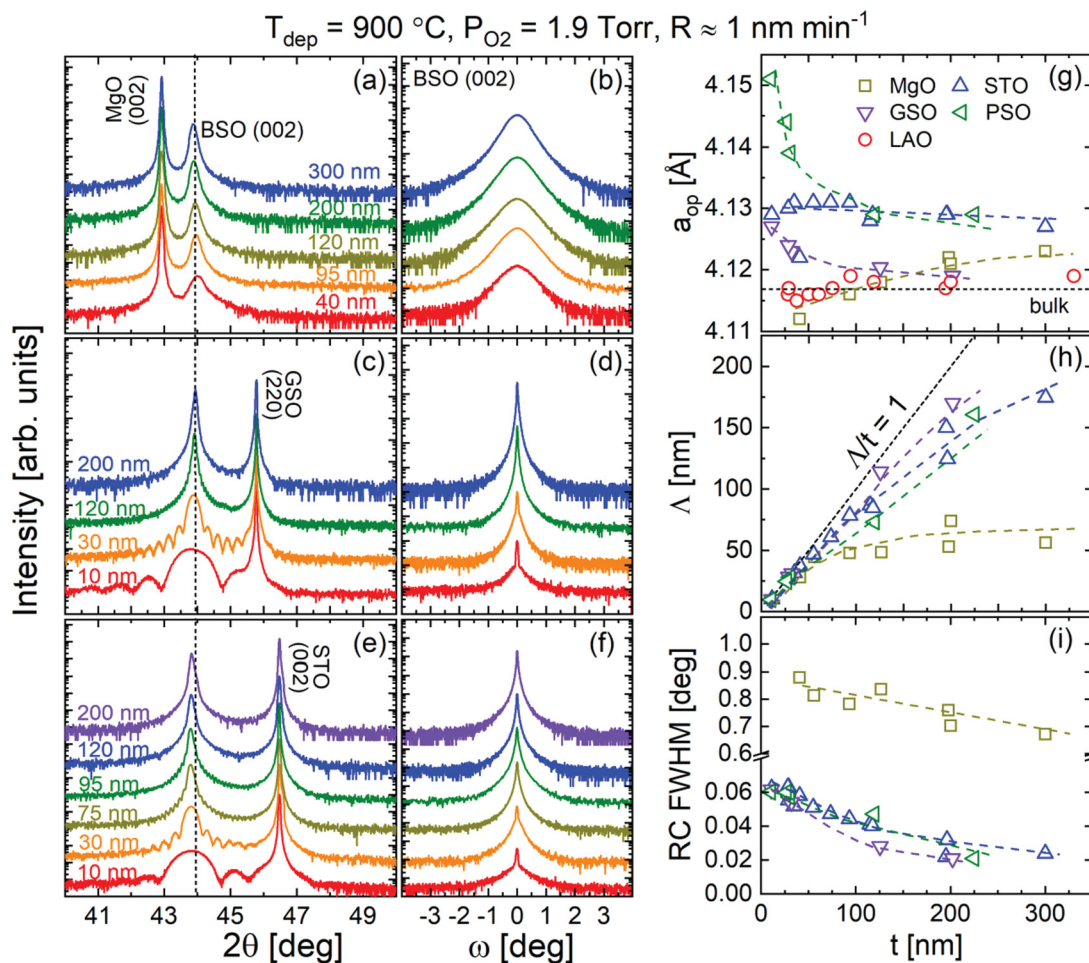 T_dep = 900 °C, P_O2 = 1.9 Torr, R ≈ 1 nm min⁻¹
Intensity [arb. units]
(a)
MgO
(002)
BSO (002)
300 nm
200 nm
120 nm
95 nm
40 nm
(b)
BSO (002)
(c)
GSO
(220)
200 nm
120 nm
30 nm
10 nm
(d)
(e)
STO
(002)
200 nm
120 nm
95 nm
75 nm
30 nm
10 nm
(f)
41 43 45 47 49
2θ [deg]
-3 -2 -1 0 1 2 3
ω [deg]
(g)
MgO STO
GSO PSO
LAO
bulk
4.15
4.14
4.13
4.12
4.11
a_op [Å]
(h)
Λ/t = 1
200
150
100
50
0
Λ [nm]
(i)
1.0
0.9
0.8
0.7
0.6
0.06
0.04
0.02
0.00
RC FWHM [deg]
0 50 100 150 200 250 300
t [nm]